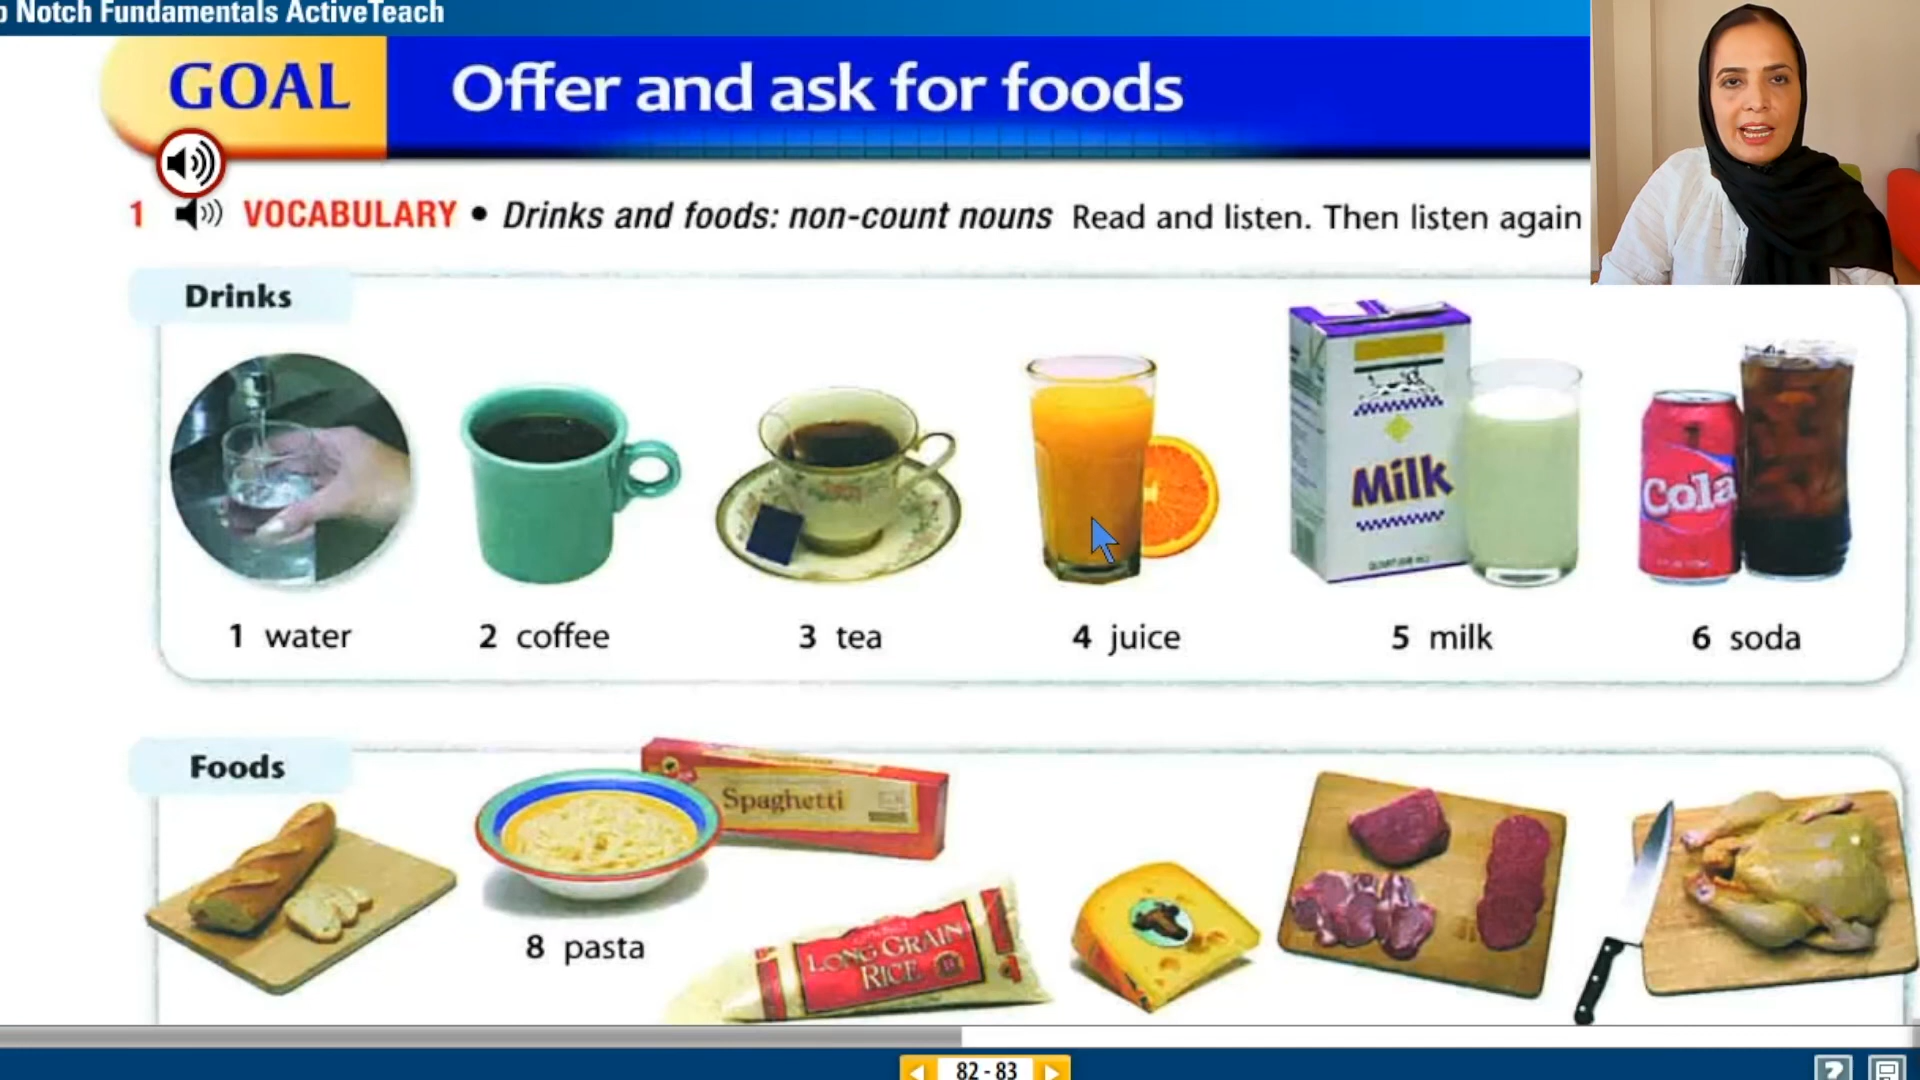 Notch Fundamentals ActiveTeach
GOAL
Offer and ask for foods
1 VOCABULARY • Drinks and foods: non-count nouns Read and listen. Then listen again
Drinks
Milk
Cola
1 water
2 coffee
3 tea
4 juice
5 milk
6 soda
Foods
Spaghetti
8 pasta
LONG GRAIN
RICE
82 - 83
?